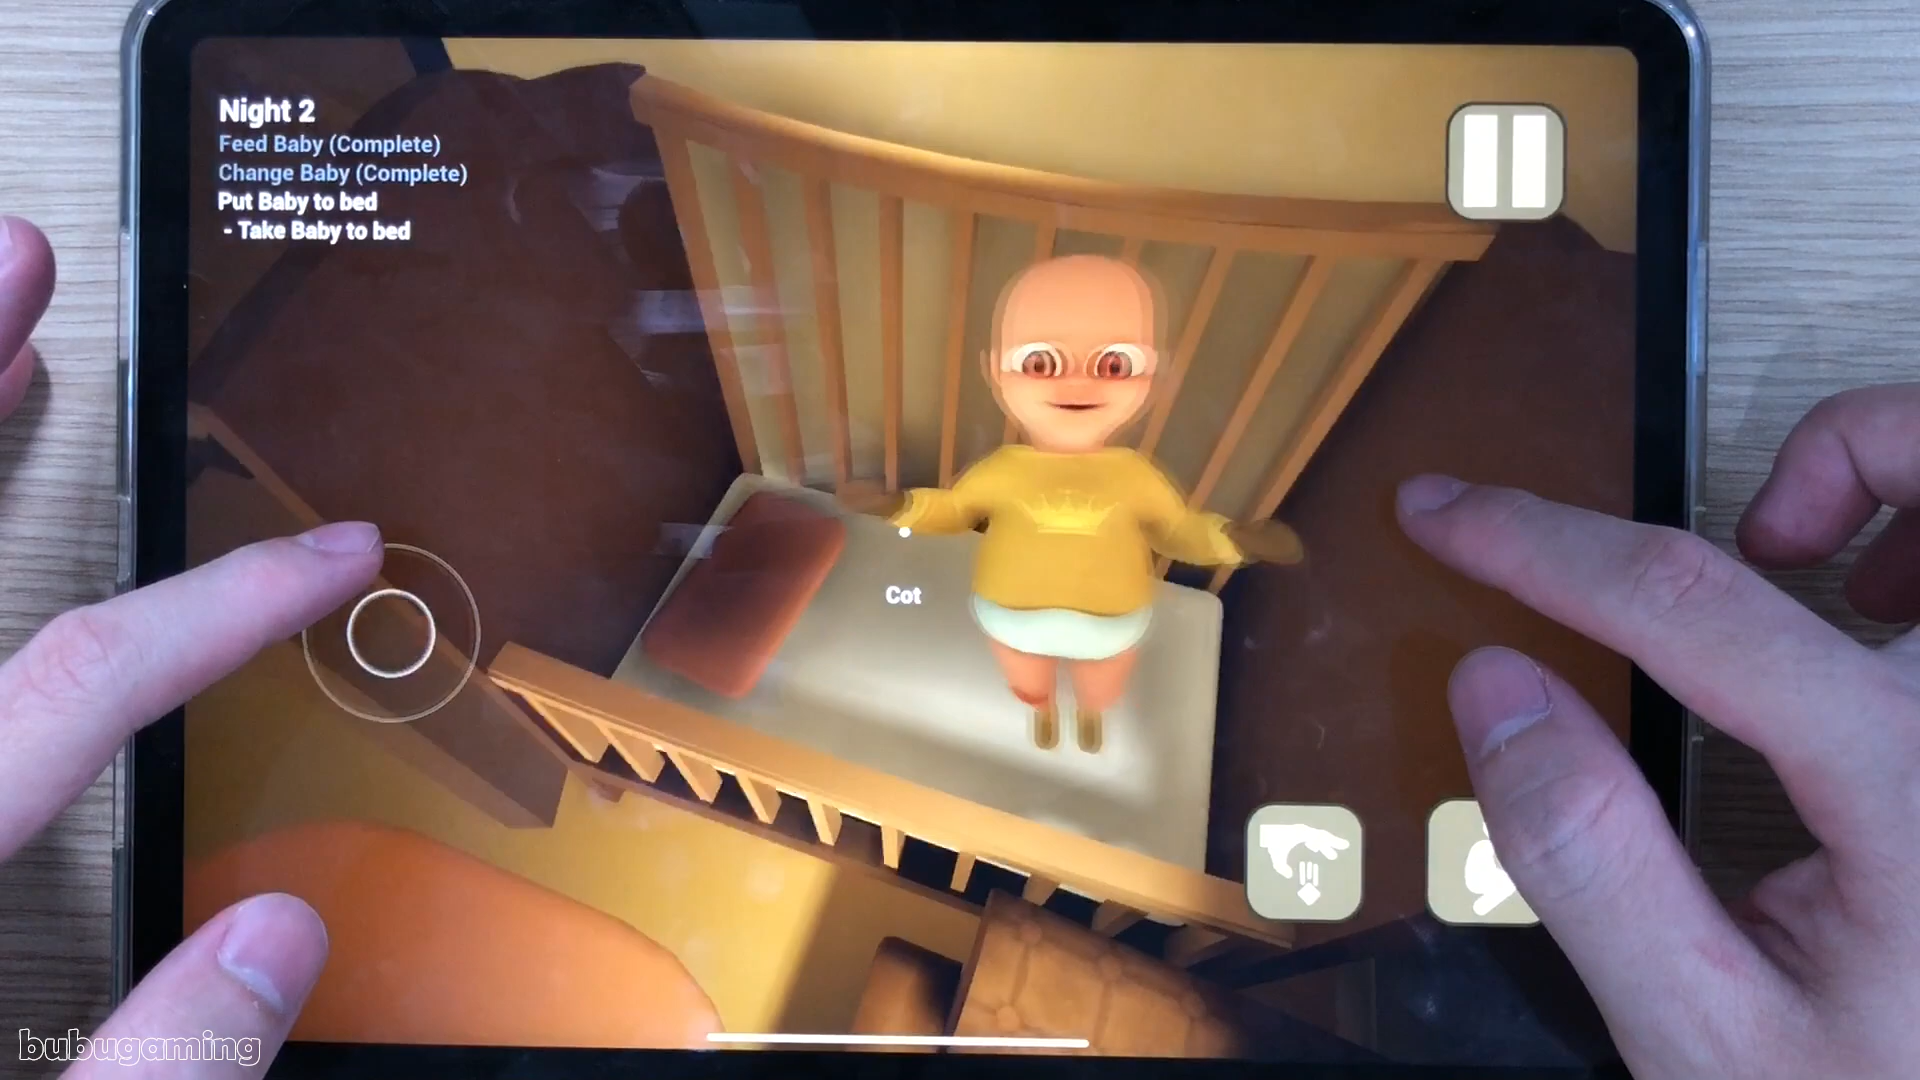 Night 2
Feed Baby (Complete)
Change Baby (Complete)
Put Baby to bed
- Take Baby to bed
Cot
bubugaming